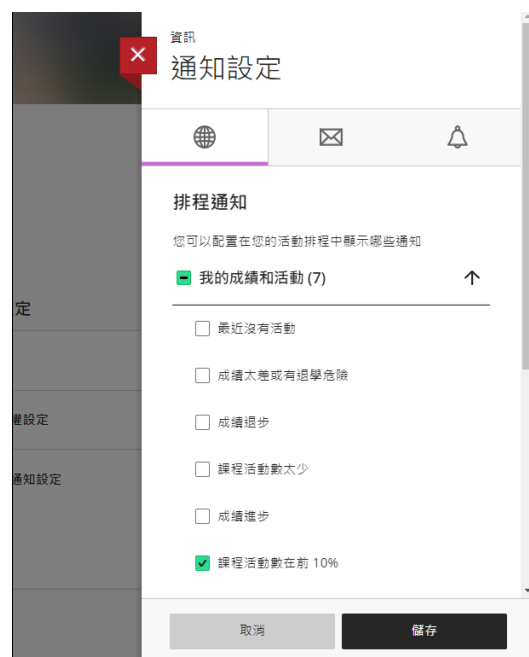 資訊
通知設定
排程通知
您可以配置在您的活動排程中顯示哪些通知
我的成績和活動 (7)
最近沒有活動
成績太差或有退學危險
成績退步
課程活動數太少
成績進步
課程活動數在前 10%
取消
儲存
定
權設定
通知設定